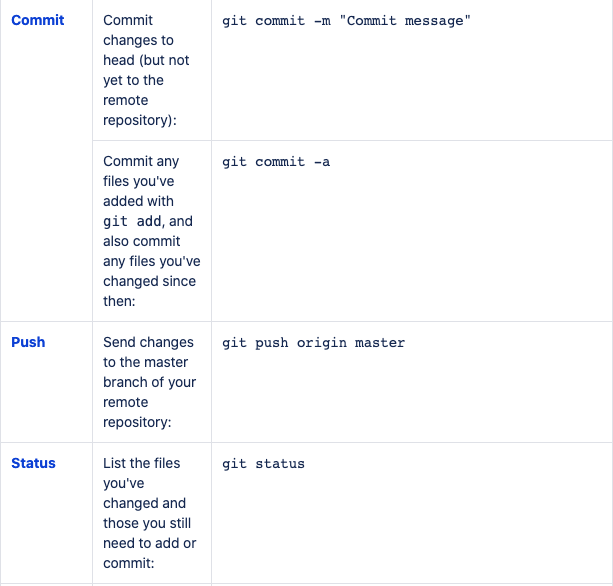 Commit
Commit
changes to
head (but not
yet to the
remote
repository):
git commit -m "Commit message"
Commit any
files you've
added with
git add, and
also commit
any files you've
changed since
then:
git commit -a
Push
Send changes
to the master
branch of your
remote
repository:
git push origin master
Status
List the files
you've
changed and
those you still
need to add or
commit:
git status